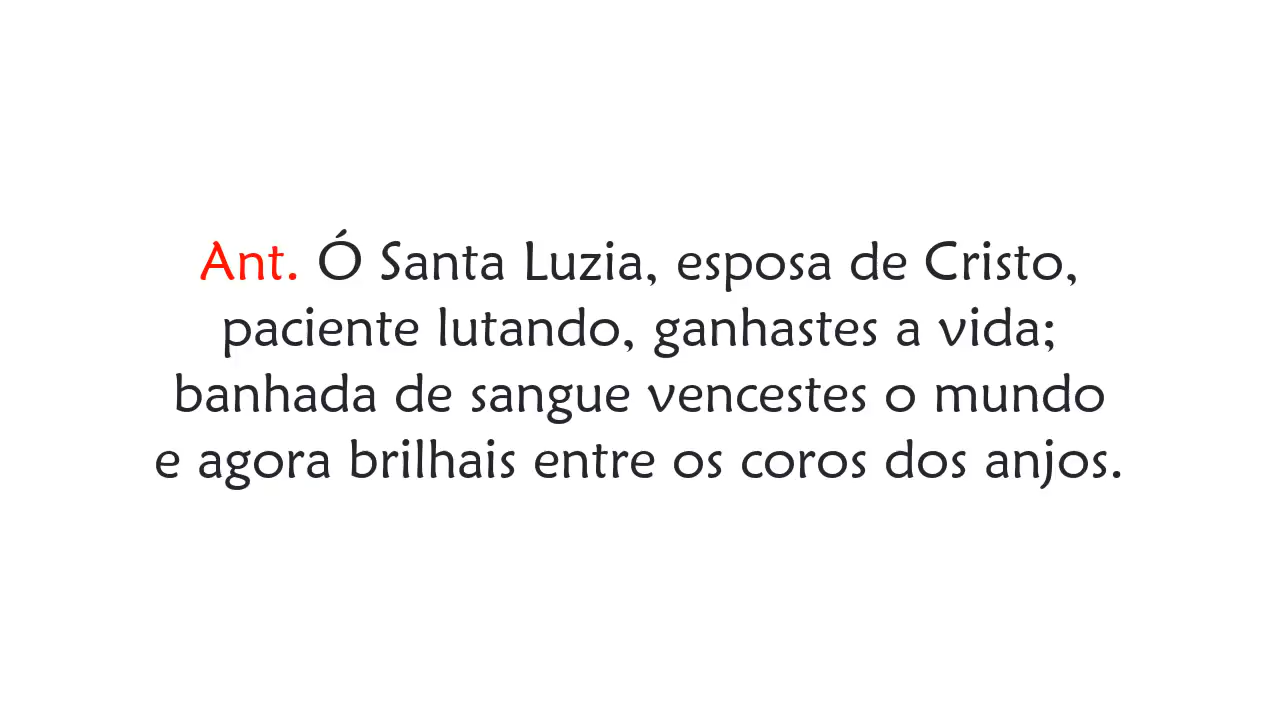 Ant. Ó Santa Luzia, esposa de Cristo,
paciente lutando, ganhastes a vida;
banhada de sangue vencestes o mundo
e agora brilhais entre os coros dos anjos.